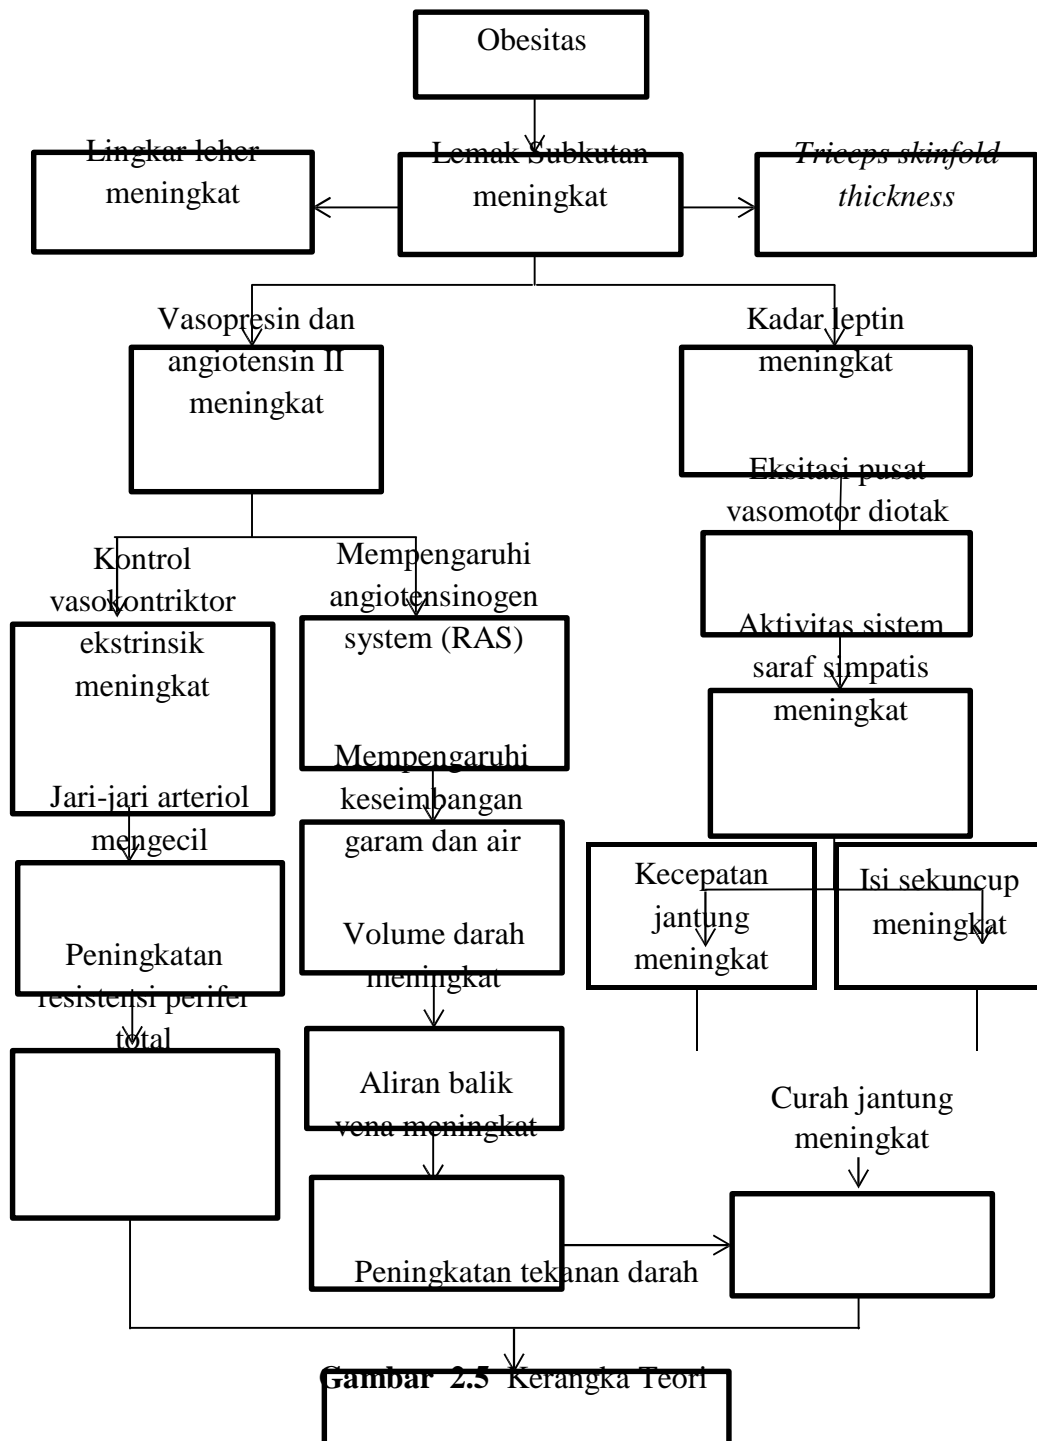 Obesitas
Lingkar leher
meningkat
Lemak Subkutan
meningkat
Triceps skinfold
thickness
Vasopresin dan
angiotensin II
meningkat
Kadar leptin
meningkat
Eksitasi pusat
vasomotor diotak
Kontrol
vasokontriktor
ekstrinsik
meningkat
Mempengaruhi
angiotensinogen
system (RAS)
Aktivitas sistem
saraf simpatis
meningkat
Jari-jari arteriol
mengecil
Mempengaruhi
keseimbangan
garam dan air
Kecepatan
jantung
meningkat
Isi sekuncup
meningkat
Peningkatan
resistensi perifer
total
Volume darah
meningkat
Aliran balik
vena meningkat
Curah jantung
meningkat
Peningkatan tekanan darah
Gambar 2.5 Kerangka Teori